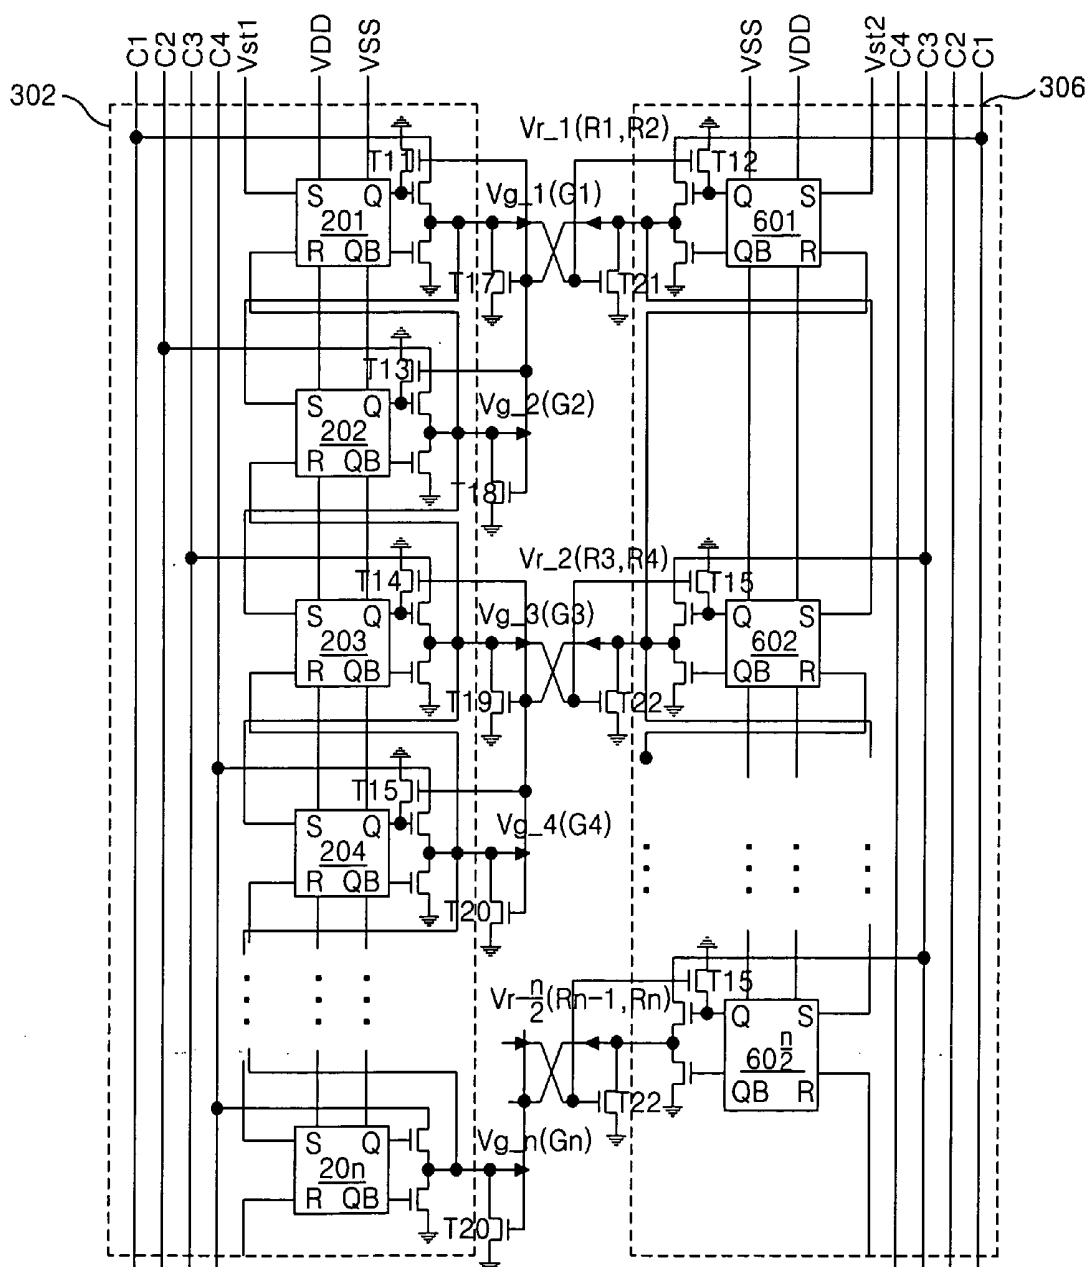 C1 C2 C3 C4 Vst1 VDD VSS VSS VDD Vst2 C4 C3 C2 C1
302 306
Vr_1(R1,R2)
T11 T12
S Q Vg_1(G1) Q S
201 601
R QB QB R
T17 T21
T13
S Q Vg_2(G2)
202
R QB
T18
Vr_2(R3,R4)
T14 T15
S Q Vg_3(G3) Q S
203 602
R QB QB R
T19 T22
T15
S Q Vg_4(G4)
204
R QB
T20
T15
Vr-n/2(Rn-1,Rn)
Q S
60n/2
QB R
T22
S Q Vg_n(Gn)
20n
R QB
T20